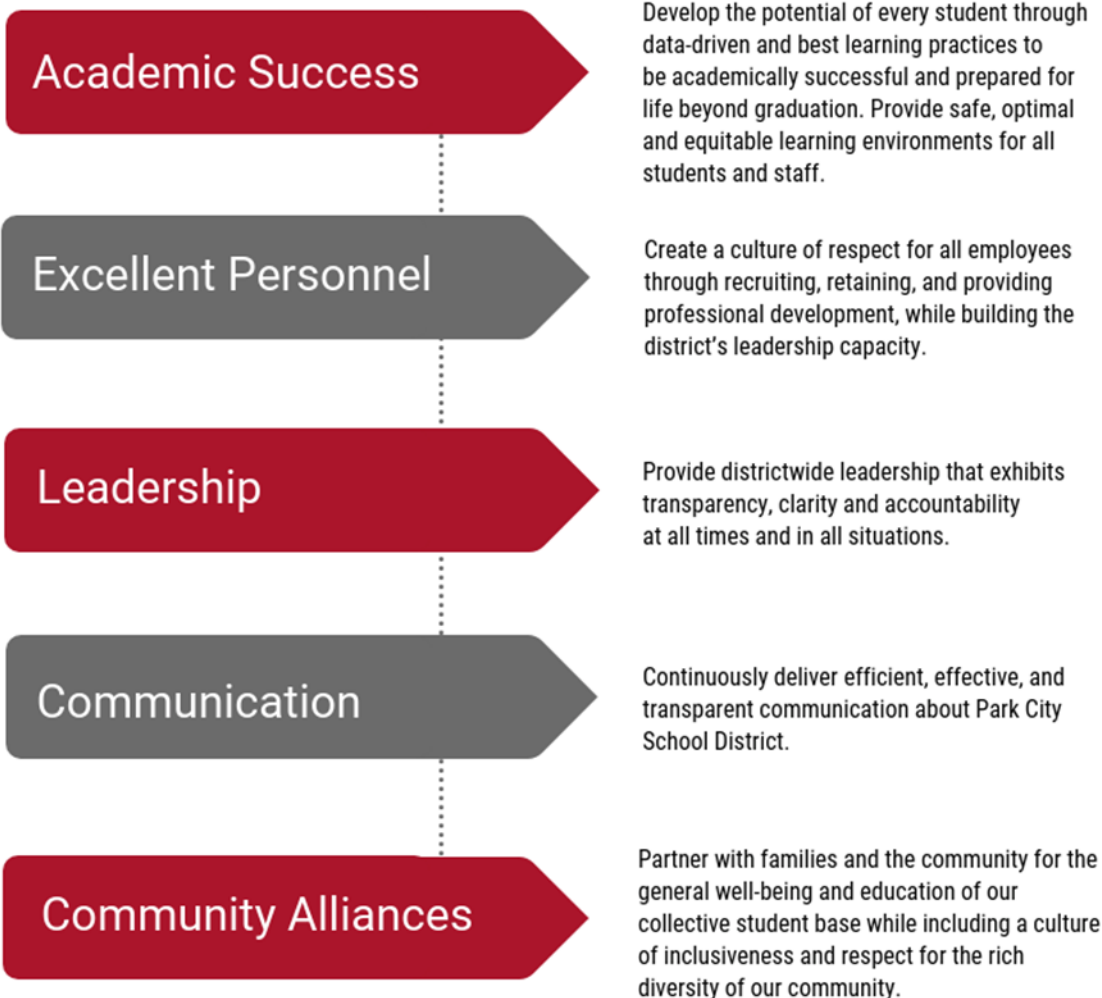 Academic Success
Develop the potential of every student through
data-driven and best learning practices to
be academically successful and prepared for
life beyond graduation. Provide safe, optimal
and equitable learning environments for all
students and staff.
Excellent Personnel
Create a culture of respect for all employees
through recruiting, retaining, and providing
professional development, while building the
district’s leadership capacity.
Leadership
Provide districtwide leadership that exhibits
transparency, clarity and accountability
at all times and in all situations.
Communication
Continuously deliver efficient, effective, and
transparent communication about Park City
School District.
Community Alliances
Partner with families and the community for the
general well-being and education of our
collective student base while including a culture
of inclusiveness and respect for the rich
diversity of our community.